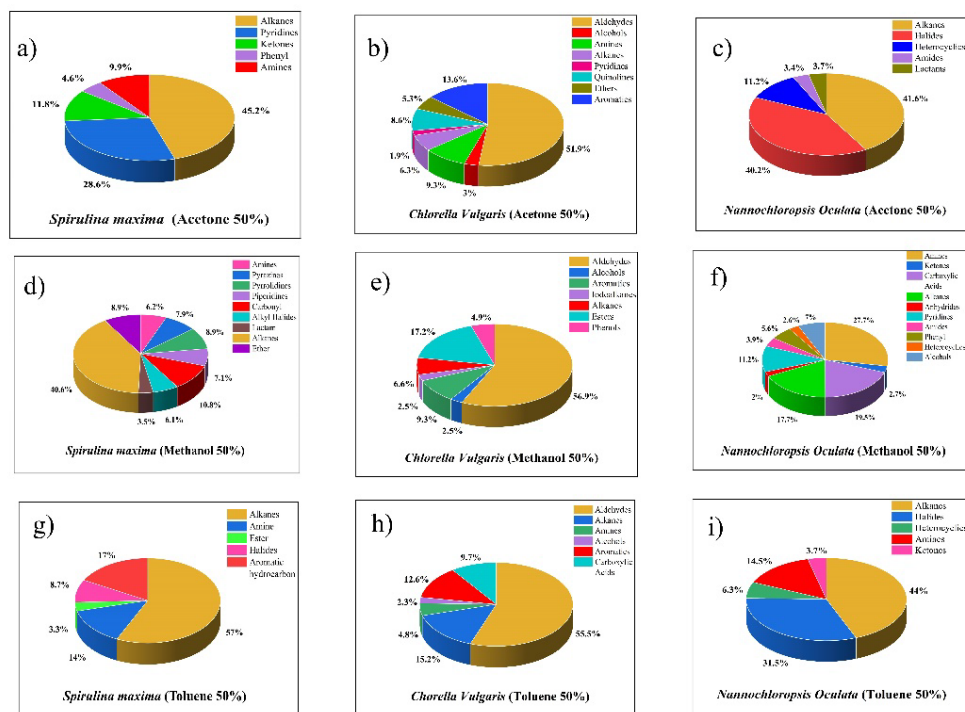 a)
Alkanes
Pyridines
Ketones
Phenyl
Amines
9.9%
4.6%
11.8%
45.2%
28.6%
Spirulina maxima (Acetone 50%)
b)
Aldehydes
Alcohols
Amines
Alkanes
Pyridines
Quinolines
Ethers
Aromatics
13.6%
5.3%
8.6%
1.9%
6.3%
9.3%
3%
51.9%
Chlorella Vulgaris (Acetone 50%)
c)
Alkanes
Halides
Heterocyclics
Amides
Lactams
3.4%
3.7%
11.2%
41.6%
40.2%
Nannochloropsis Oculata (Acetone 50%)
d)
Amines
Pyrrolidines
Piperidines
Carbonyl
Alkyl Halides
Lactam
Alkanes
Ether
8.9%
6.2%
7.9%
8.9%
7.1%
10.8%
6.1%
3.5%
40.6%
Spirulina maxima (Methanol 50%)
e)
Aldehydes
Alcohols
Aromatics
Iodoalkanes
Alkanes
Esters
Phenols
4.9%
17.2%
6.6%
2.5%
9.3%
2.5%
56.9%
Chlorella Vulgaris (Methanol 50%)
f)
Amines
Ketones
Carboxylic
Acids
Alkanes
Anhydrides
Pyridines
Amides
Phenyl
Heterocyclics
Alcohols
2.6%
7%
5.6%
3.9%
11.2%
2%
17.7%
19.5%
2.7%
27.7%
Nannochloropsis Oculata (Methanol 50%)
g)
Alkanes
Amine
Ester
Halides
Aromatic
hydrocarbon
17%
8.7%
3.3%
14%
57%
Spirulina maxima (Toluene 50%)
h)
Aldehydes
Alkanes
Amines
Alcohols
Aromatics
Carboxylic
Acids
9.7%
12.6%
4.8%
15.2%
55.5%
Chorella Vulgaris (Toluene 50%)
i)
Alkanes
Halides
Heterocyclics
Amines
Ketones
3.7%
14.5%
6.3%
44%
31.5%
Nannochloropsis Oculata (Toluene 50%)